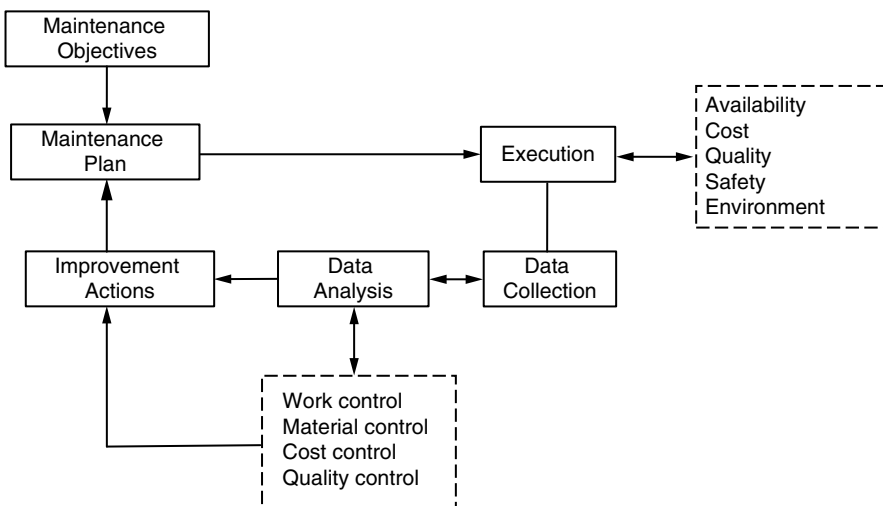 Maintenance
Objectives
Maintenance
Plan
Execution
Availability
Cost
Quality
Safety
Environment
Improvement
Actions
Data
Analysis
Data
Collection
Work control
Material control
Cost control
Quality control